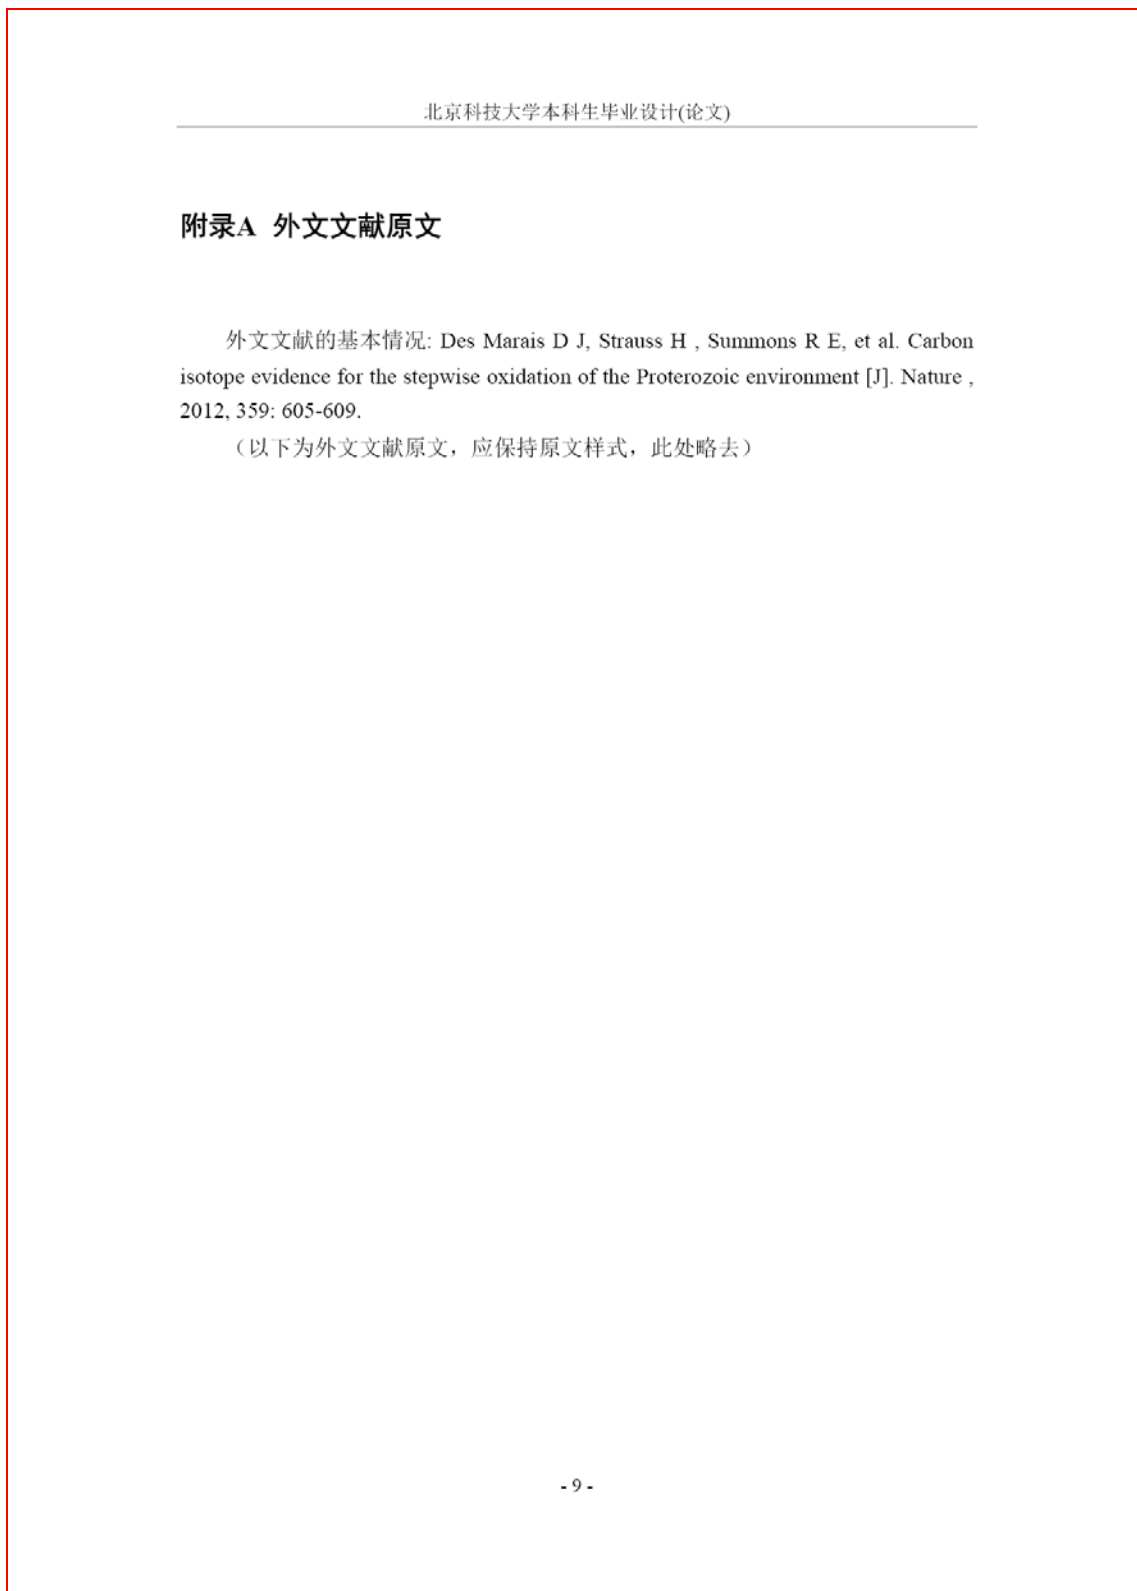 北京科技大学本科生毕业设计(论文)
附录A 外文文献原文
外文文献的基本情况: Des Marais D J, Strauss H , Summons R E, et al. Carbon
isotope evidence for the stepwise oxidation of the Proterozoic environment [J]. Nature ,
2012, 359: 605-609.
（以下为外文文献原文，应保持原文样式，此处略去）
- 9 -